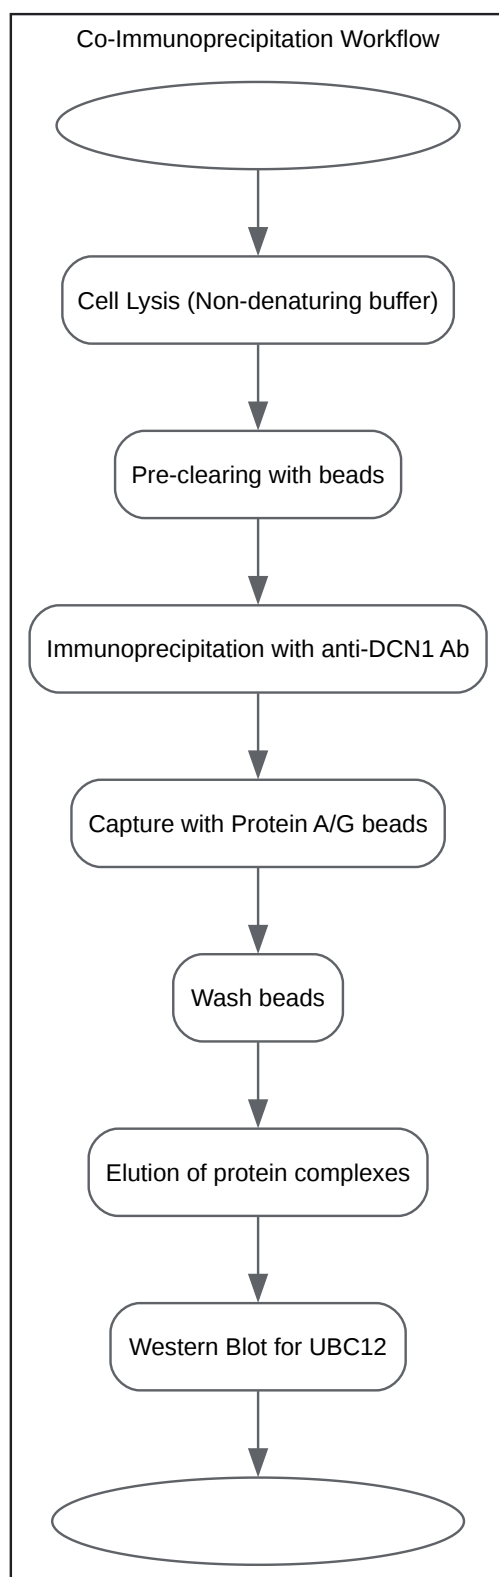 Co-Immunoprecipitation Workflow
Cell Lysis (Non-denaturing buffer)
Pre-clearing with beads
Immunoprecipitation with anti-DCN1 Ab
Capture with Protein A/G beads
Wash beads
Elution of protein complexes
Western Blot for UBC12